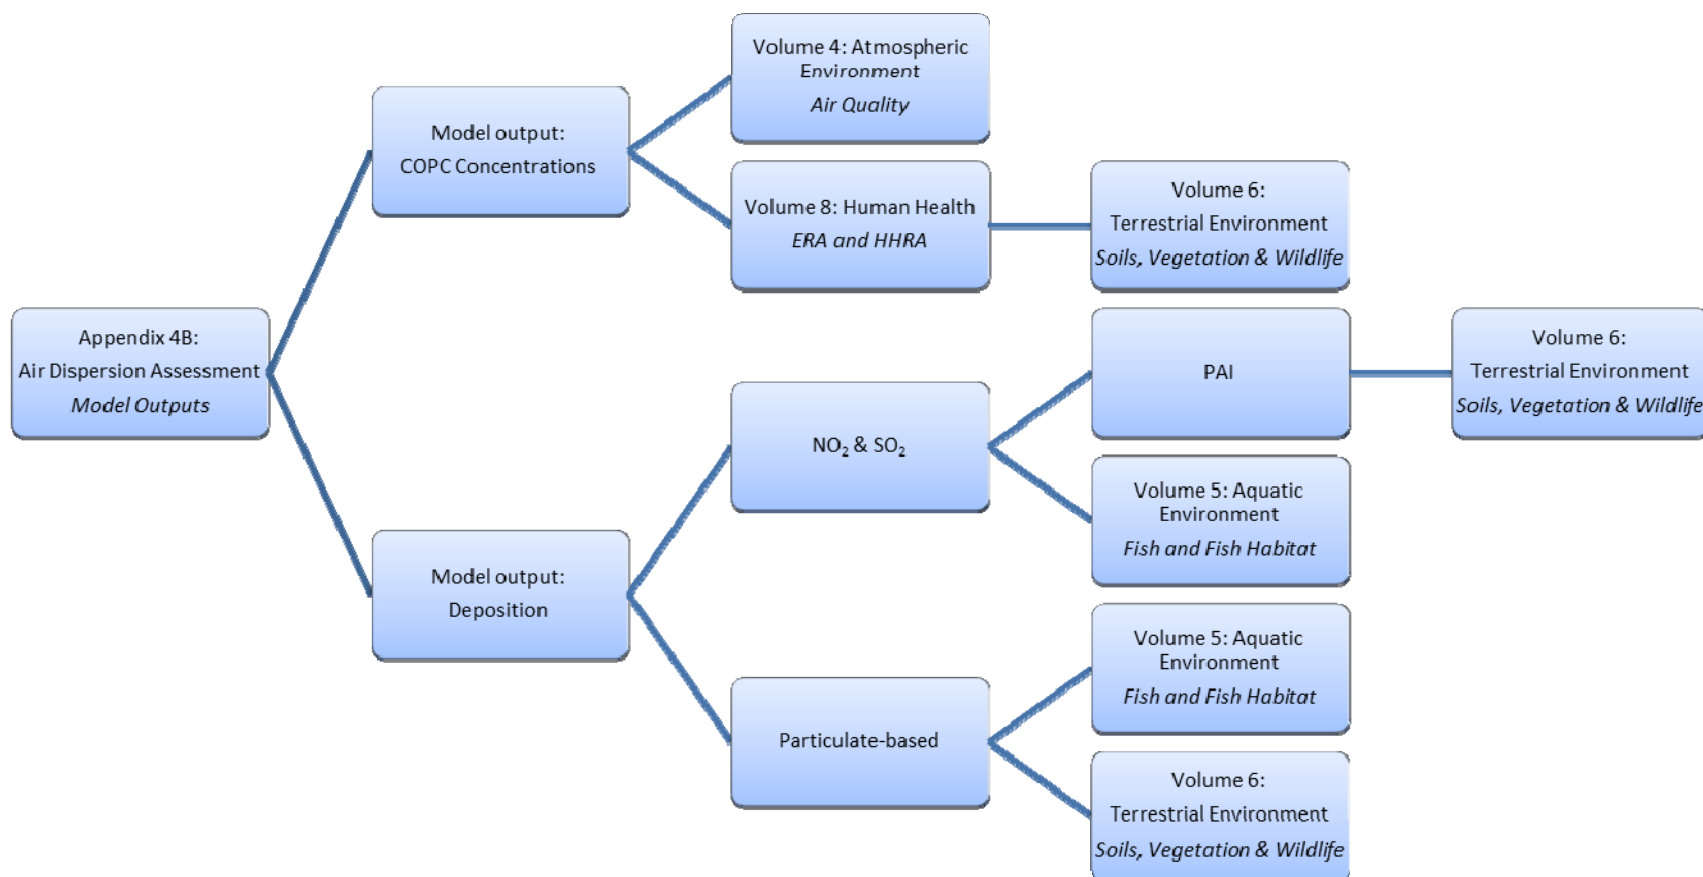 Volume 4: Atmospheric
Environment
Air Quality
Model output:
COPC Concentrations
Volume 8: Human Health
ERA and HHRA
Volume 6:
Terrestrial Environment
Soils, Vegetation & Wildlife
Appendix 4B:
Air Dispersion Assessment
Model Outputs
PAI
Volume 6:
Terrestrial Environment
Soils, Vegetation & Wildlife
NO₂ & SO₂
Volume 5: Aquatic
Environment
Fish and Fish Habitat
Model output:
Deposition
Volume 5: Aquatic
Environment
Fish and Fish Habitat
Particulate-based
Volume 6:
Terrestrial Environment
Soils, Vegetation & Wildlife